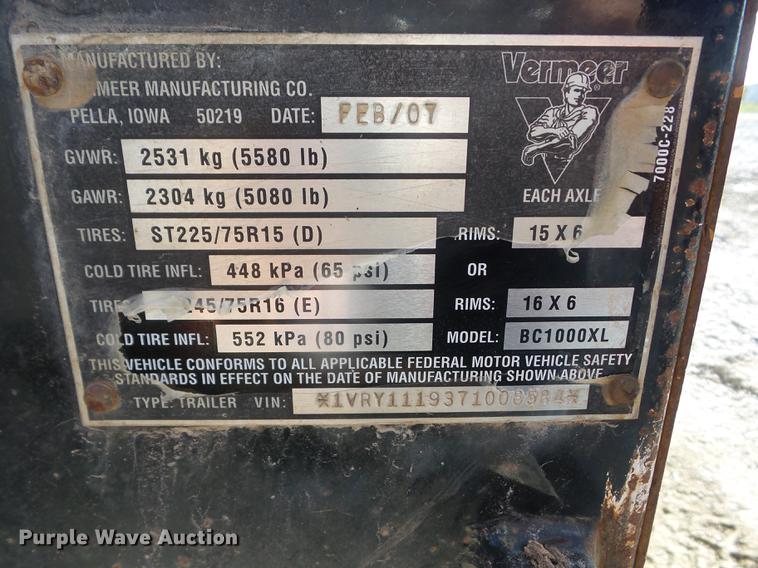 MANUFACTURED BY:
VERMEER MANUFACTURING CO.
PELLA, IOWA 50219 DATE: FEB/07
Vermeer
®
7000C-228
GVWR: 2531 kg (5580 lb)
GAWR: 2304 kg (5080 lb) EACH AXLE
TIRES: ST225/75R15 (D) RIMS: 15 X 6
COLD TIRE INFL: 448 kPa (65 psi) OR
TIRES 245/75R16 (E) RIMS: 16 X 6
COLD TIRE INFL: 552 kPa (80 psi) MODEL: BC1000XL
THIS VEHICLE CONFORMS TO ALL APPLICABLE FEDERAL MOTOR VEHICLE SAFETY
STANDARDS IN EFFECT ON THE DATE OF MANUFACTURING SHOWN ABOVE
TYPE: TRAILER VIN:
Purple Wave Auction